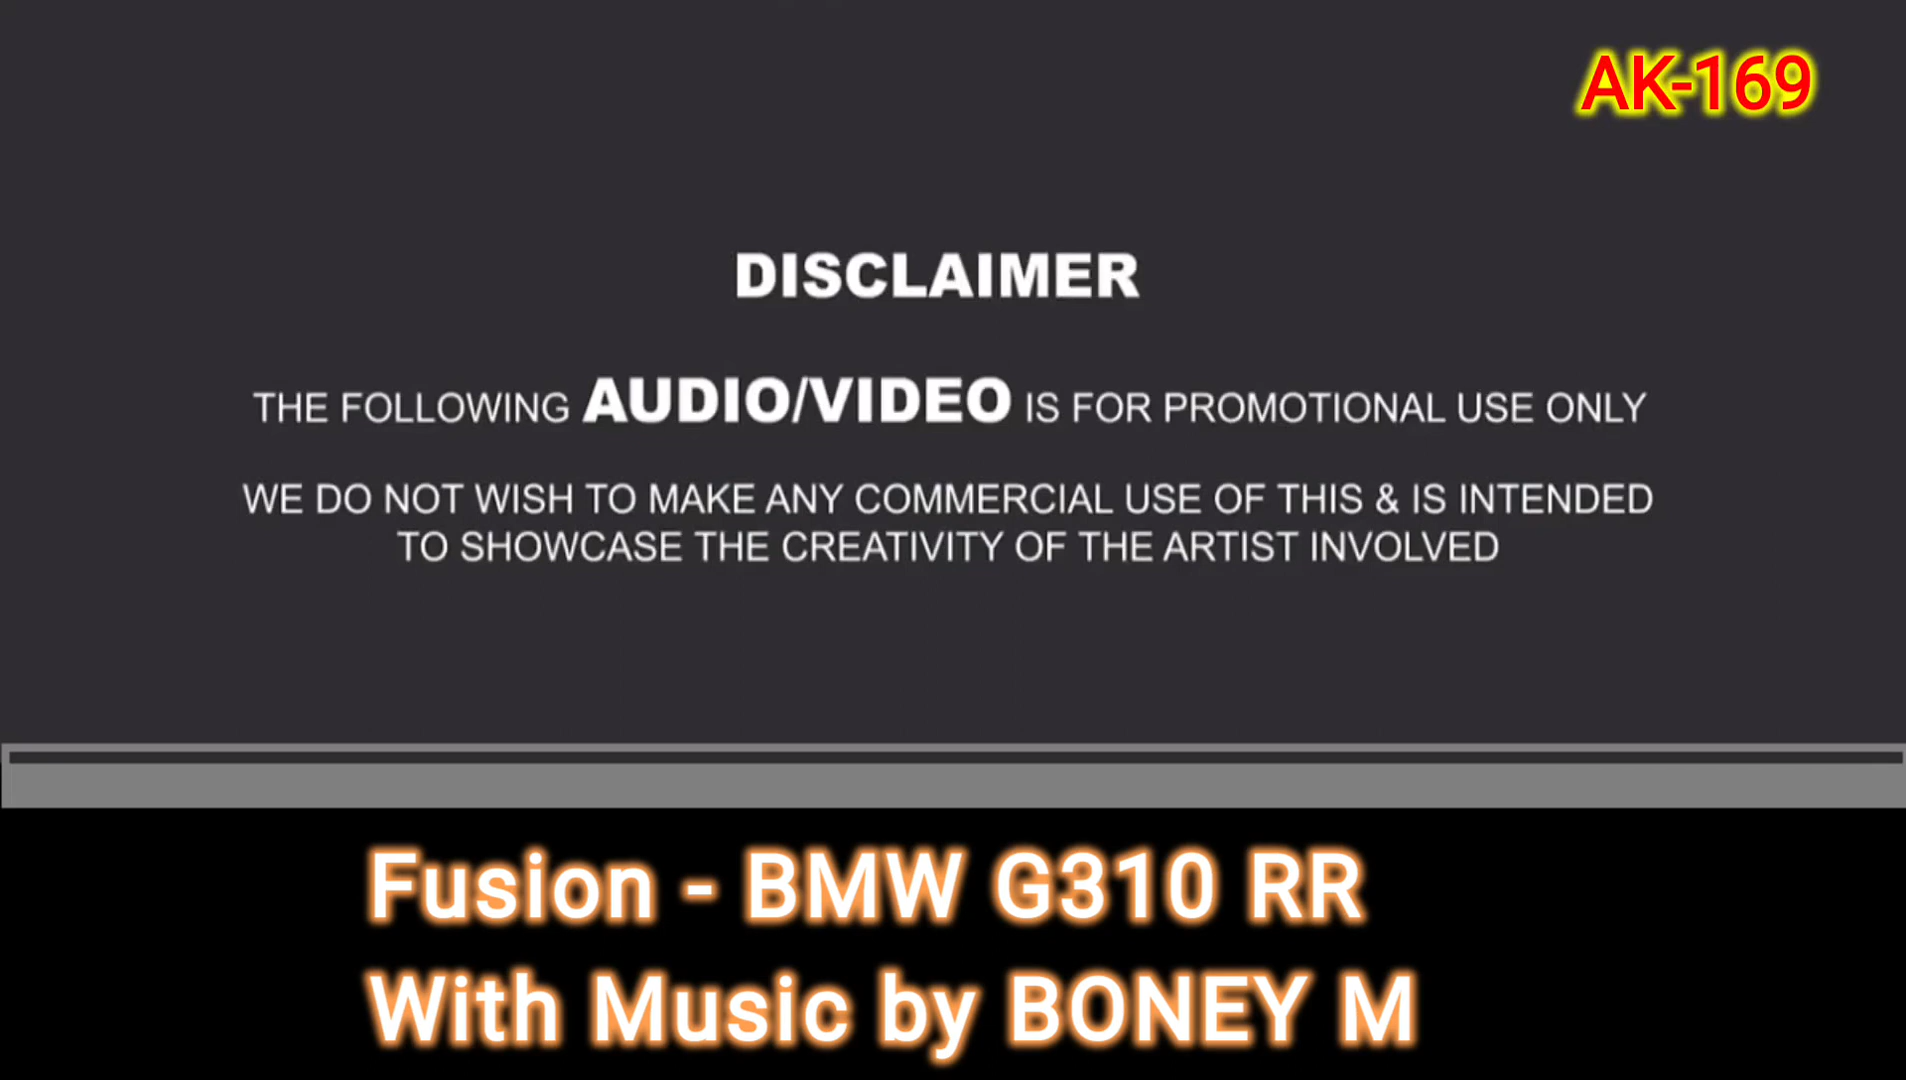 AK-169
DISCLAIMER
THE FOLLOWING AUDIO/VIDEO IS FOR PROMOTIONAL USE ONLY
WE DO NOT WISH TO MAKE ANY COMMERCIAL USE OF THIS & IS INTENDED
TO SHOWCASE THE CREATIVITY OF THE ARTIST INVOLVED
Fusion - BMW G310 RR
With Music by BONEY M